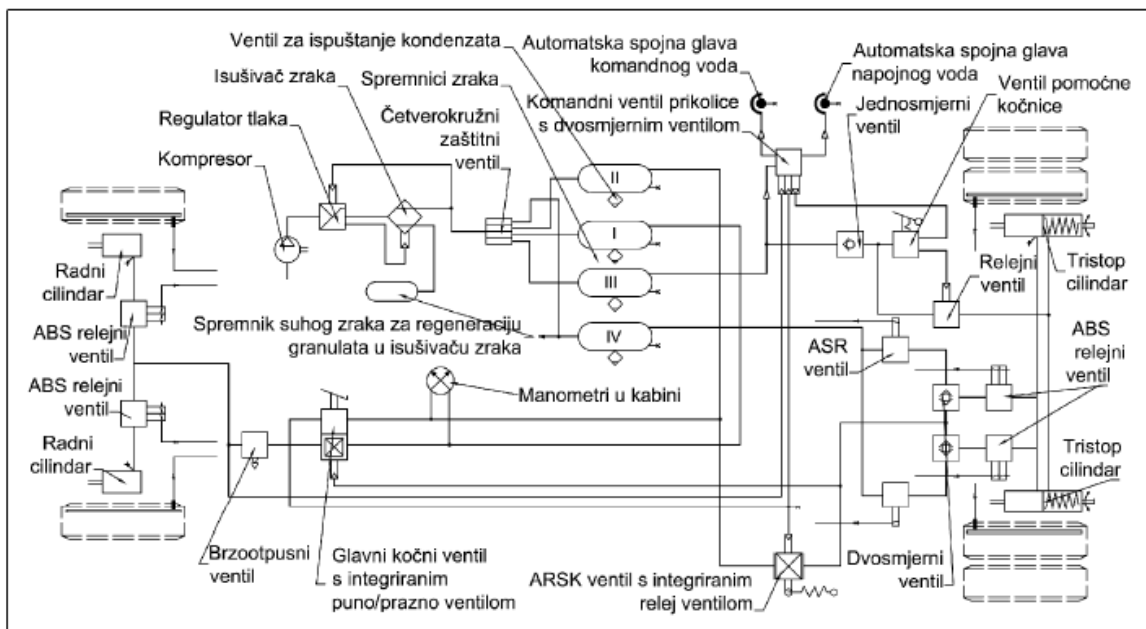 Ventil za ispuštanje kondenzata
Isušivač zraka
Spremnici zraka
Regulator tlaka
Četverokružni
zaštitni
ventil
Kompresor
Automatska spojna glava
komandnog voda
Komandni ventil prikolice
s dvosmjernim ventilom
Automatska spojna glava
napojnog voda
Ventil pomoćne
kočnice
Jednosmjerni
ventil
II
I
III
IV
Radni
cilindar
ABS relejni
ventil
ABS relejni
ventil
Radni
cilindar
Spremnik suhog zraka za regeneraciju
granulata u isušivaču zraka
Manometri u kabini
Relejni
ventil
Tristop
cilindar
ASR
ventil
ABS
relejni
ventil
Tristop
cilindar
Brzootpusni
ventil
Glavni kočni ventil
s integriranim
puno/prazno ventilom
ARSK ventil s integriranim
relej ventilom
Dvosmjerni
ventil